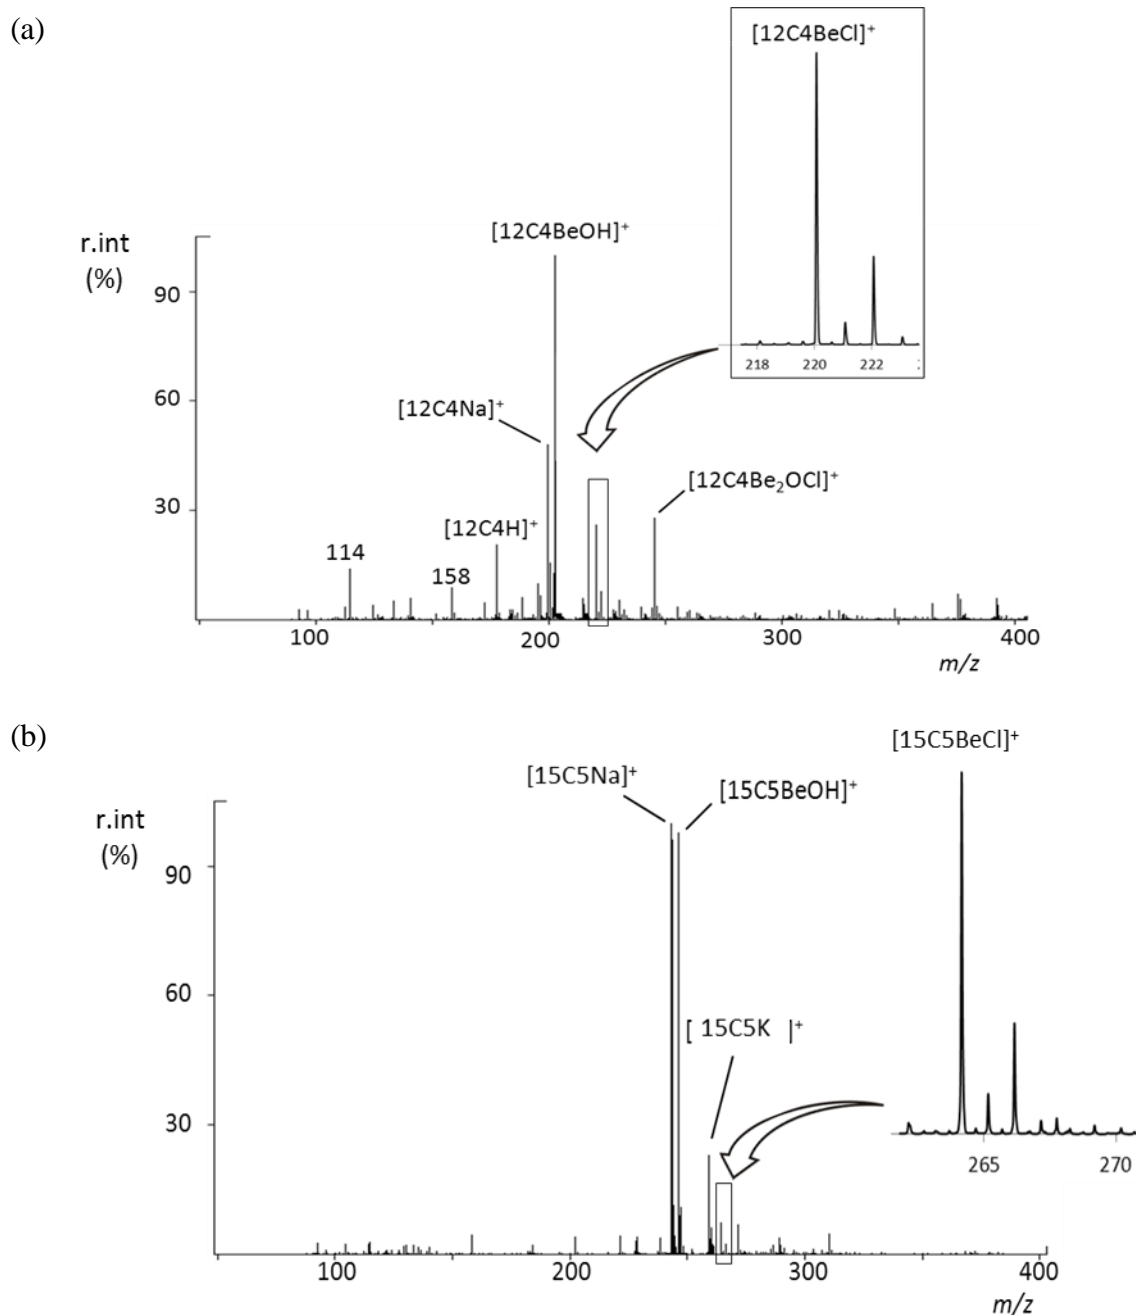 (a)
[12C4BeCl]⁺
218 220 222
r.int
(%)
[12C4BeOH]⁺
90
60
[12C4Na]⁺
[12C4Be₂OCl]⁺
30
[12C4H]⁺
114
158
100 200 300 400
m/z
(b)
[15C5BeCl]⁺
[15C5Na]⁺
[15C5BeOH]⁺
r.int
(%)
90
60
[ 15C5K ]⁺
30
265 270
100 200 300 400
m/z